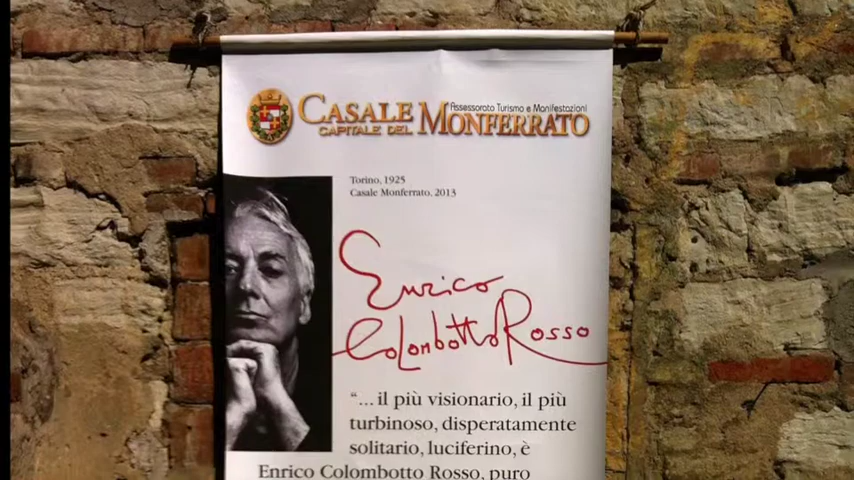 Assessorato Turismo e Manifestazioni
CASALE
CAPITALE DEL MONFERRATO
Torino, 1925
Casale Monferrato, 2013
Enrico
Colombotto Rosso
“... il più visionario, il più
turbinoso, disperatamente
solitario, luciferino, è
Enrico Colombotto Rosso, puro